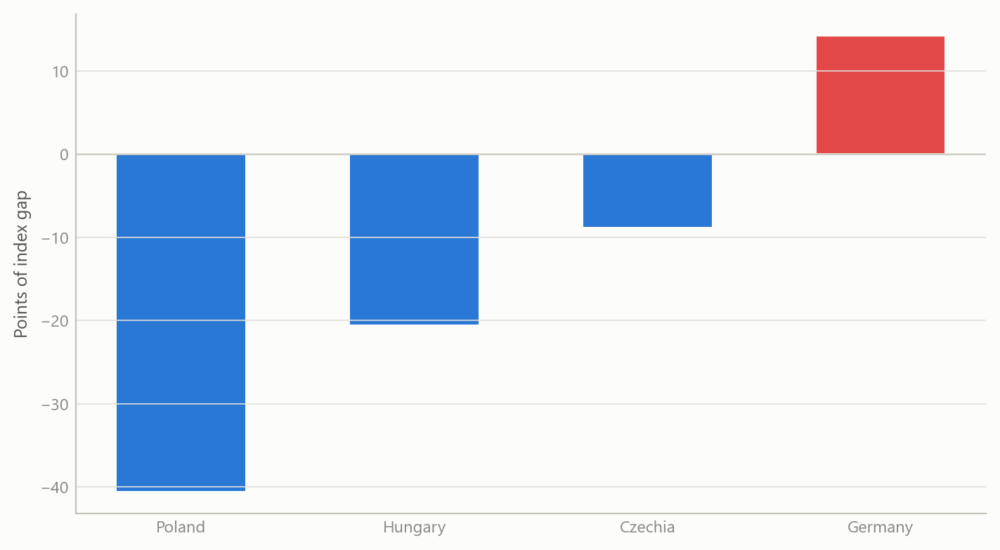 Points of index gap
10
0
−10
−20
−30
−40
Poland
Hungary
Czechia
Germany